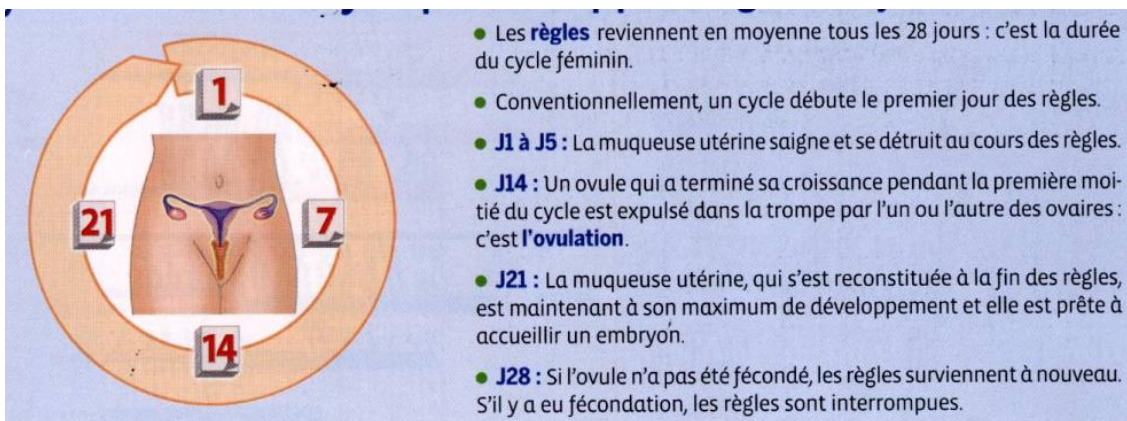 1
7
14
21
● Les règles reviennent en moyenne tous les 28 jours : c'est la durée
du cycle féminin.
● Conventionnellement, un cycle débute le premier jour des règles.
● J1 à J5 : La muqueuse utérine saigne et se détruit au cours des règles.
● J14 : Un ovule qui a terminé sa croissance pendant la première moi-
tié du cycle est expulsé dans la trompe par l'un ou l'autre des ovaires :
c'est l'ovulation.
● J21 : La muqueuse utérine, qui s'est reconstituée à la fin des règles,
est maintenant à son maximum de développement et elle est prête à
accueillir un embryon.
● J28 : Si l'ovule n'a pas été fécondé, les règles surviennent à nouveau.
S'il y a eu fécondation, les règles sont interrompues.